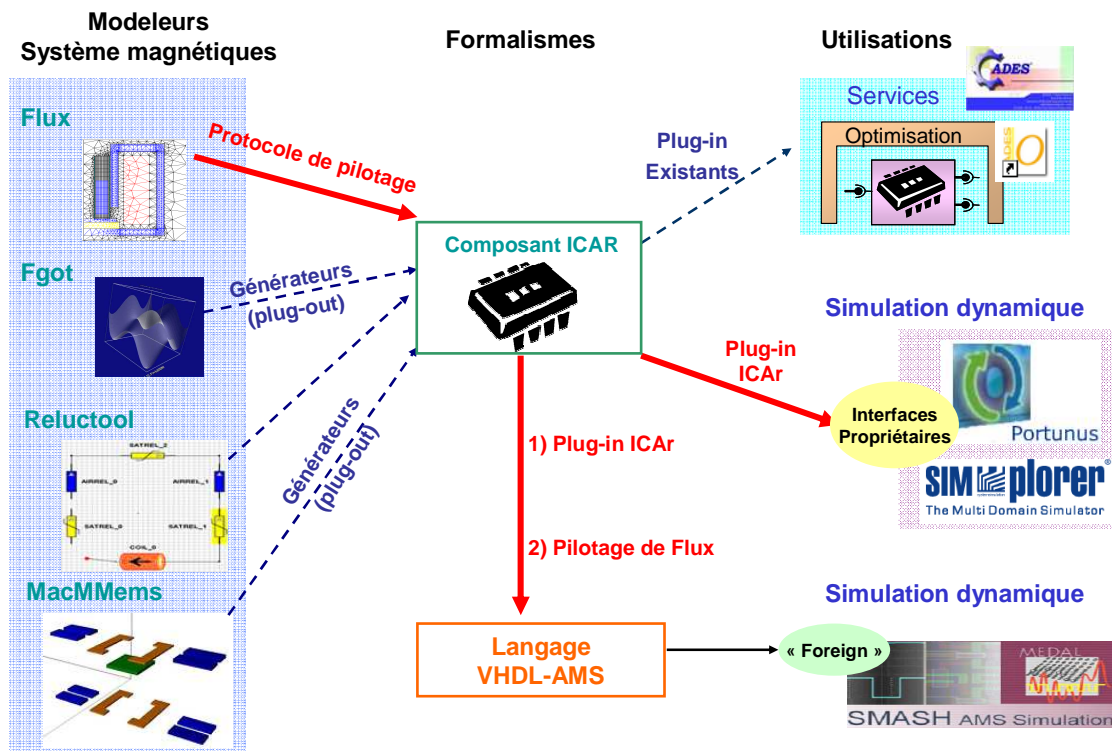 Modeleurs
Système magnétiques
Formalismes
Utilisations
Flux
Protocole de pilotage
Fgot
Générateurs
(plug-out)
Reluctool
SATREL_2
AIRREL_0
AIRREL_1
SATREL_0
SATREL_1
COIL_0
Générateurs
(plug-out)
MacMMems
Composant ICAR
1) Plug-in ICAr
2) Pilotage de Flux
Langage
VHDL-AMS
Plug-in
Existants
CADES
Services
Optimisation
Simulation dynamique
Plug-in
ICAr
Interfaces
Propriétaires
Portunus
SIMplorer®
The Multi Domain Simulator
Simulation dynamique
« Foreign »
MEDAL
SMASH AMS Simulation